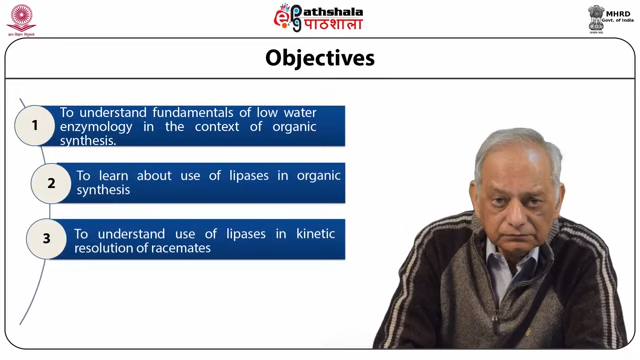 ePathshala
पाठशाला
MHRD
Govt. of India
Objectives
1
To understand fundamentals of low water
enzymology in the context of organic
synthesis.
2
To learn about use of lipases in organic
synthesis
3
To understand use of lipases in kinetic
resolution of racemates